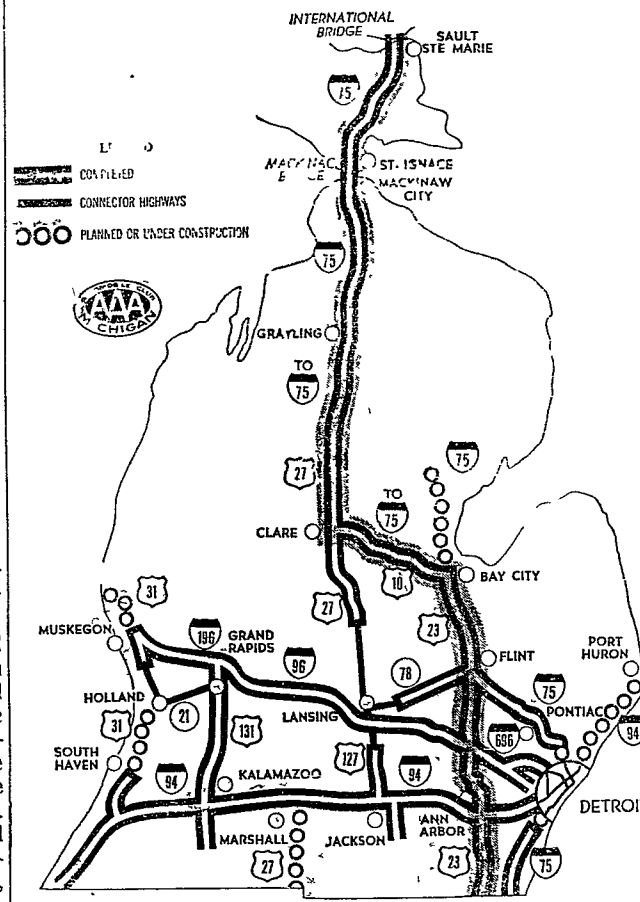 INTERNATIONAL
BRIDGE
SAULT
STE MARIE
75
COMPLETED
CONNECTOR HIGHWAYS
PLANNED OR UNDER CONSTRUCTION
ST. IGNACE
MACKINAW
CITY
AAA
75
GRAYLING
TO
75
75
27
TO
75
CLARE
10
BAY CITY
31
27
23
MUSKEGON
196
GRAND
RAPIDS
96
78
FLINT
PORT
HURON
75
HOLLAND
21
LANSING
PONTIAC
31
131
696
94
SOUTH
HAVEN
127
94
KALAMAZOO
94
DETROI
MARSHALL
JACKSON
ANN
ARBOR
27
23
75